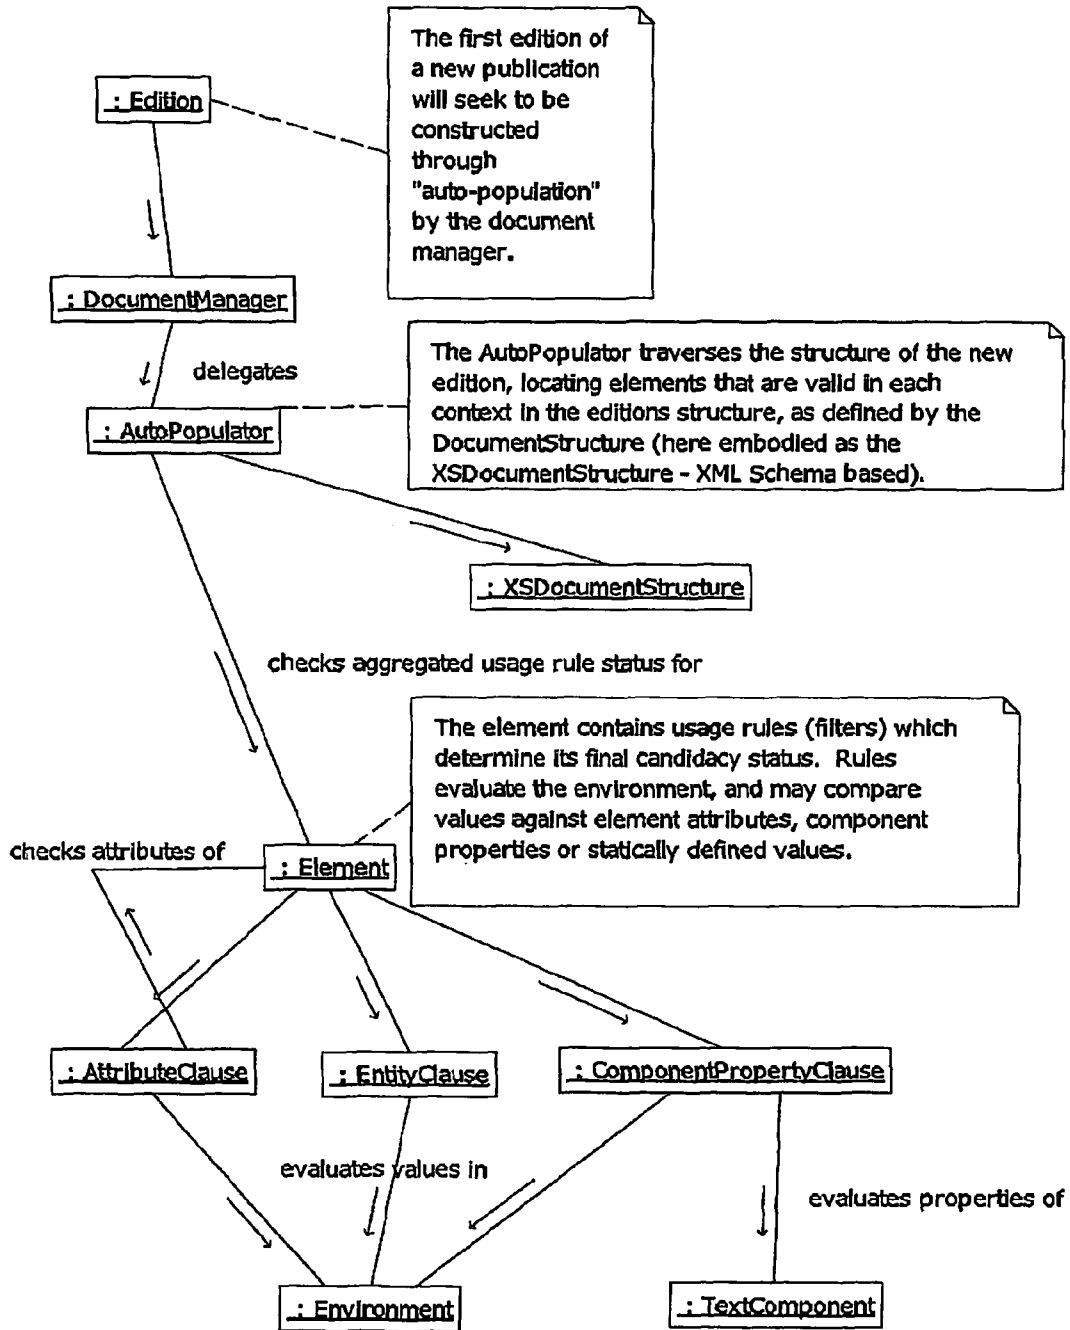 The first edition of
a new publication
will seek to be
constructed
through
"auto-population"
by the document
manager.
: Edition
: DocumentManager
delegates
The AutoPopulator traverses the structure of the new
edition, locating elements that are valid in each
context in the editions structure, as defined by the
DocumentStructure (here embodied as the
XSDocumentStructure - XML Schema based).
: AutoPopulator
: XSDocumentStructure
checks aggregated usage rule status for
The element contains usage rules (filters) which
determine its final candidacy status. Rules
evaluate the environment, and may compare
values against element attributes, component
properties or statically defined values.
checks attributes of
: Element
: AttributeClause
: EntityClause
: ComponentPropertyClause
evaluates values in
evaluates properties of
: Environment
: TextComponent